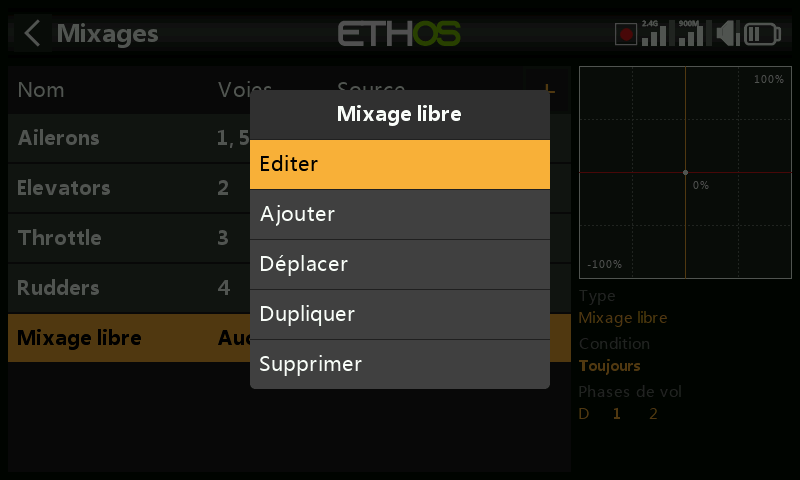 Mixages
ETHOS
2.4G
900M
Nom Voies Source +
Ailerons 1, 5
Elevators 2
Throttle 3
Rudders 4
Mixage libre
Mixage libre
Editer
Ajouter
Déplacer
Dupliquer
Supprimer
100%
0%
-100%
Type
Mixage libre
Condition
Toujours
Phases de vol
D 1 2